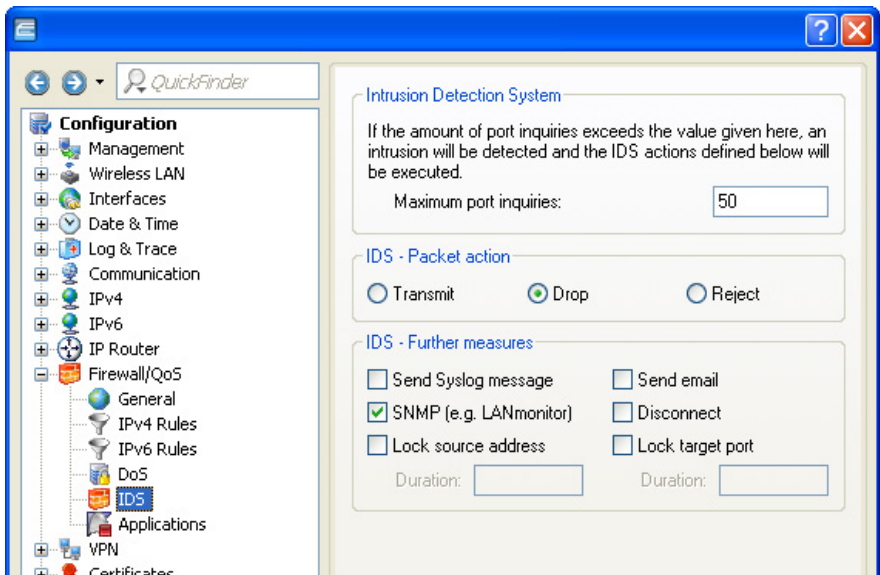 ?
QuickFinder
Configuration
Management
Wireless LAN
Interfaces
Date & Time
Log & Trace
Communication
IPv4
IPv6
IP Router
Firewall/QoS
General
IPv4 Rules
IPv6 Rules
DoS
IDS
Applications
VPN
Certificates
Intrusion Detection System
If the amount of port inquiries exceeds the value given here, an
intrusion will be detected and the IDS actions defined below will
be executed.
Maximum port inquiries: 50
IDS - Packet action
Transmit Drop Reject
IDS - Further measures
Send Syslog message Send email
SNMP (e.g. LANmonitor) Disconnect
Lock source address Lock target port
Duration: Duration: